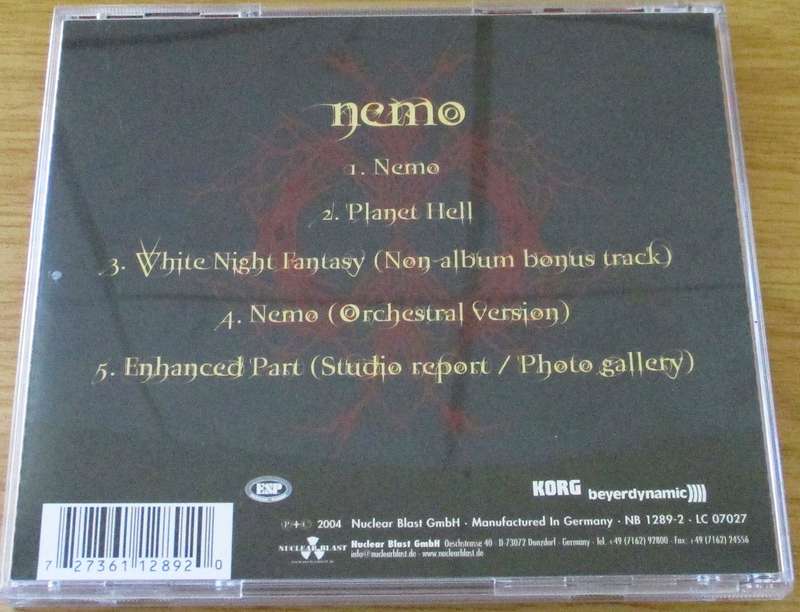 nemo
1. Nemo
2. Planet Hell
3. White Night Fantasy (Non-album bonus track)
4. Nemo (Orchestral version)
5. Enhanced Part (Studio report / Photo gallery)
ESP
KORG beyerdynamic))))
℗+© 2004 Nuclear Blast GmbH · Manufactured In Germany · NB 1289-2 · LC 07027
NUCLEAR BLAST
Nuclear Blast GmbH Oeschstrasse 40 · D-73072 Donzdorf · Germany · Tel. +49 (7162) 92800 · Fax: +49 (7162) 24556
info@nuclearblast.de · www.nuclearblast.de
7 27361 12892 0